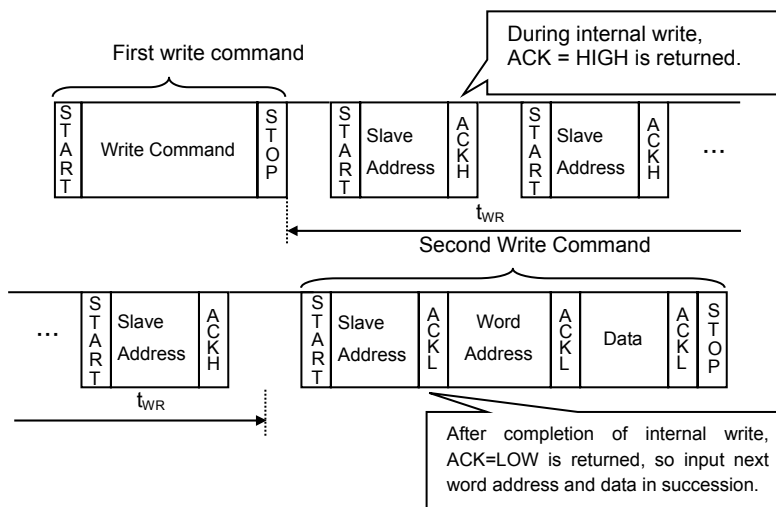 First write command
During internal write,
ACK = HIGH is returned.
START
Write Command
STOP
START
Slave
Address
ACKH
START
Slave
Address
ACKH
...
tWR
Second Write Command
...
START
Slave
Address
ACKH
START
Slave
Address
ACKL
Word
Address
ACKL
Data
ACKL
STOP
tWR
After completion of internal write,
ACK=LOW is returned, so input next
word address and data in succession.